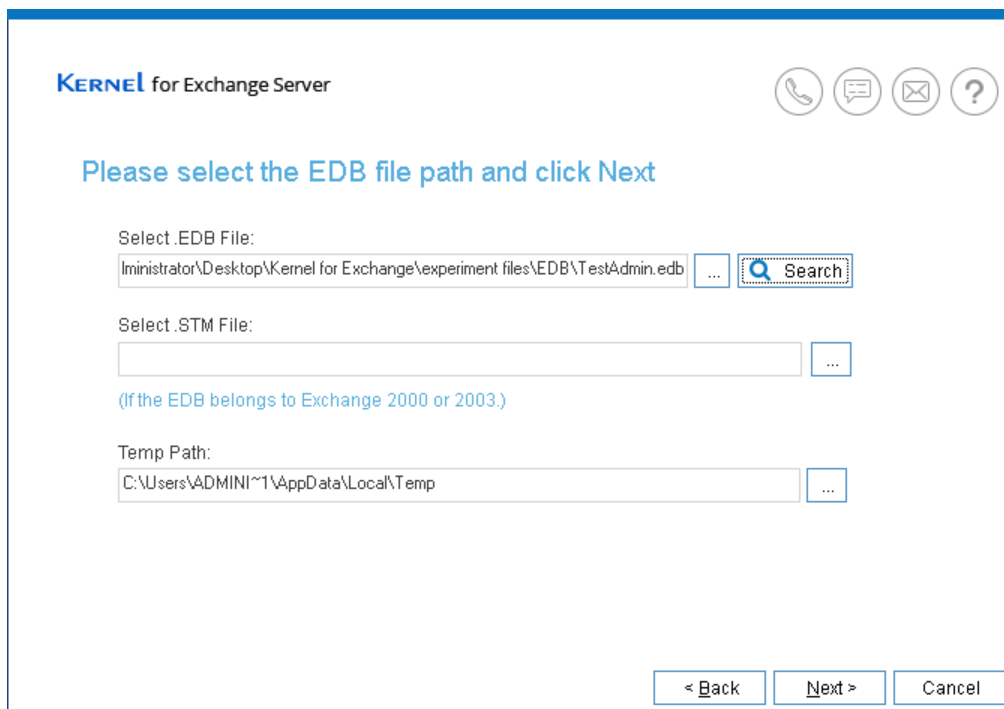 KERNEL for Exchange Server
?
Please select the EDB file path and click Next
Select .EDB File:
lministrator\Desktop\Kernel for Exchange\experiment files\EDB\TestAdmin.edb ... Search
Select .STM File:
...
(If the EDB belongs to Exchange 2000 or 2003.)
Temp Path:
C:\Users\ADMINI~1\AppData\Local\Temp ...
< Back Next > Cancel